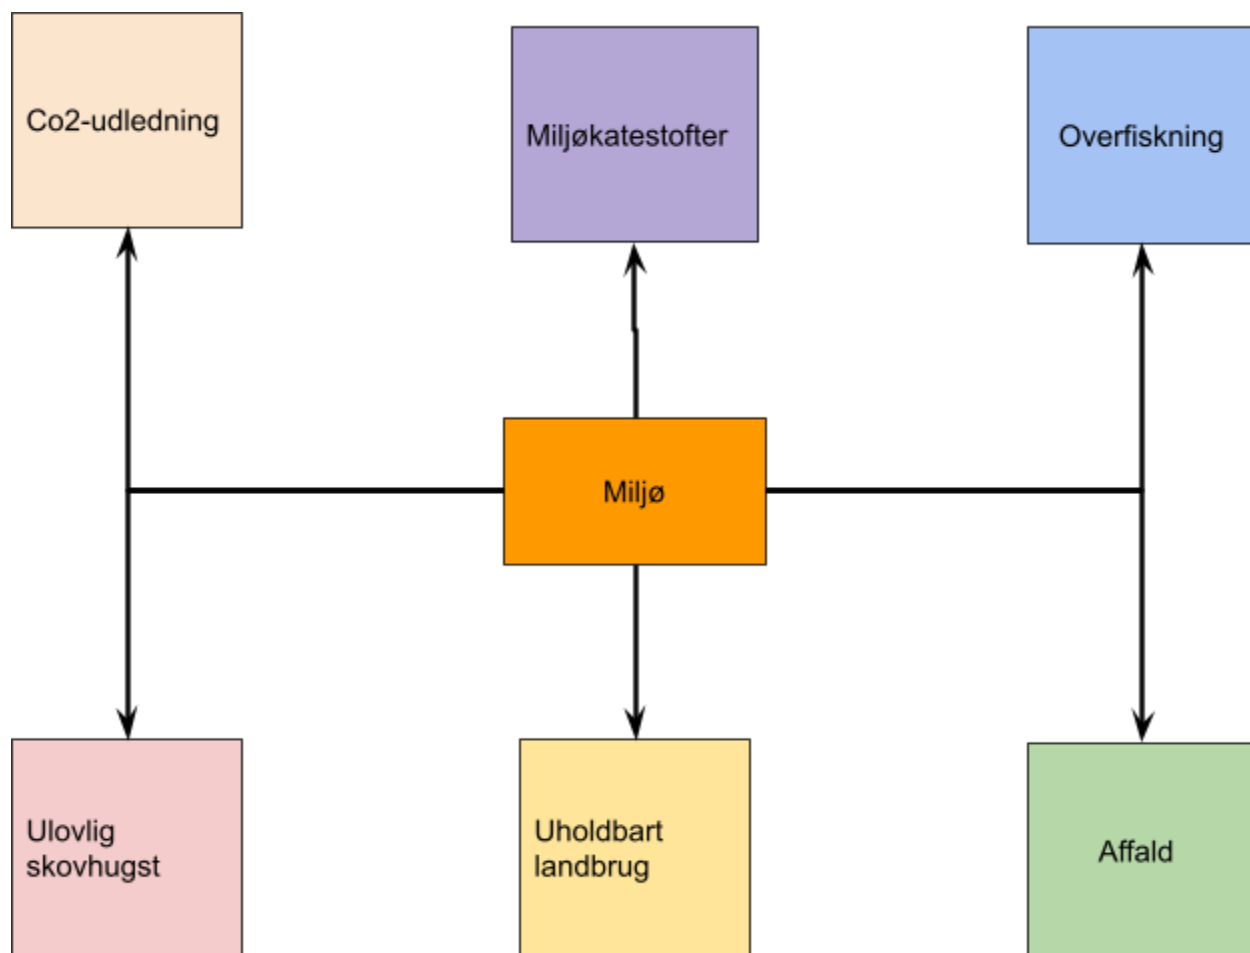 Co2-udledning
Miljøkatestofter
Overfiskning
Miljø
Ulovlig
skovhugst
Uholdbart
landbrug
Affald